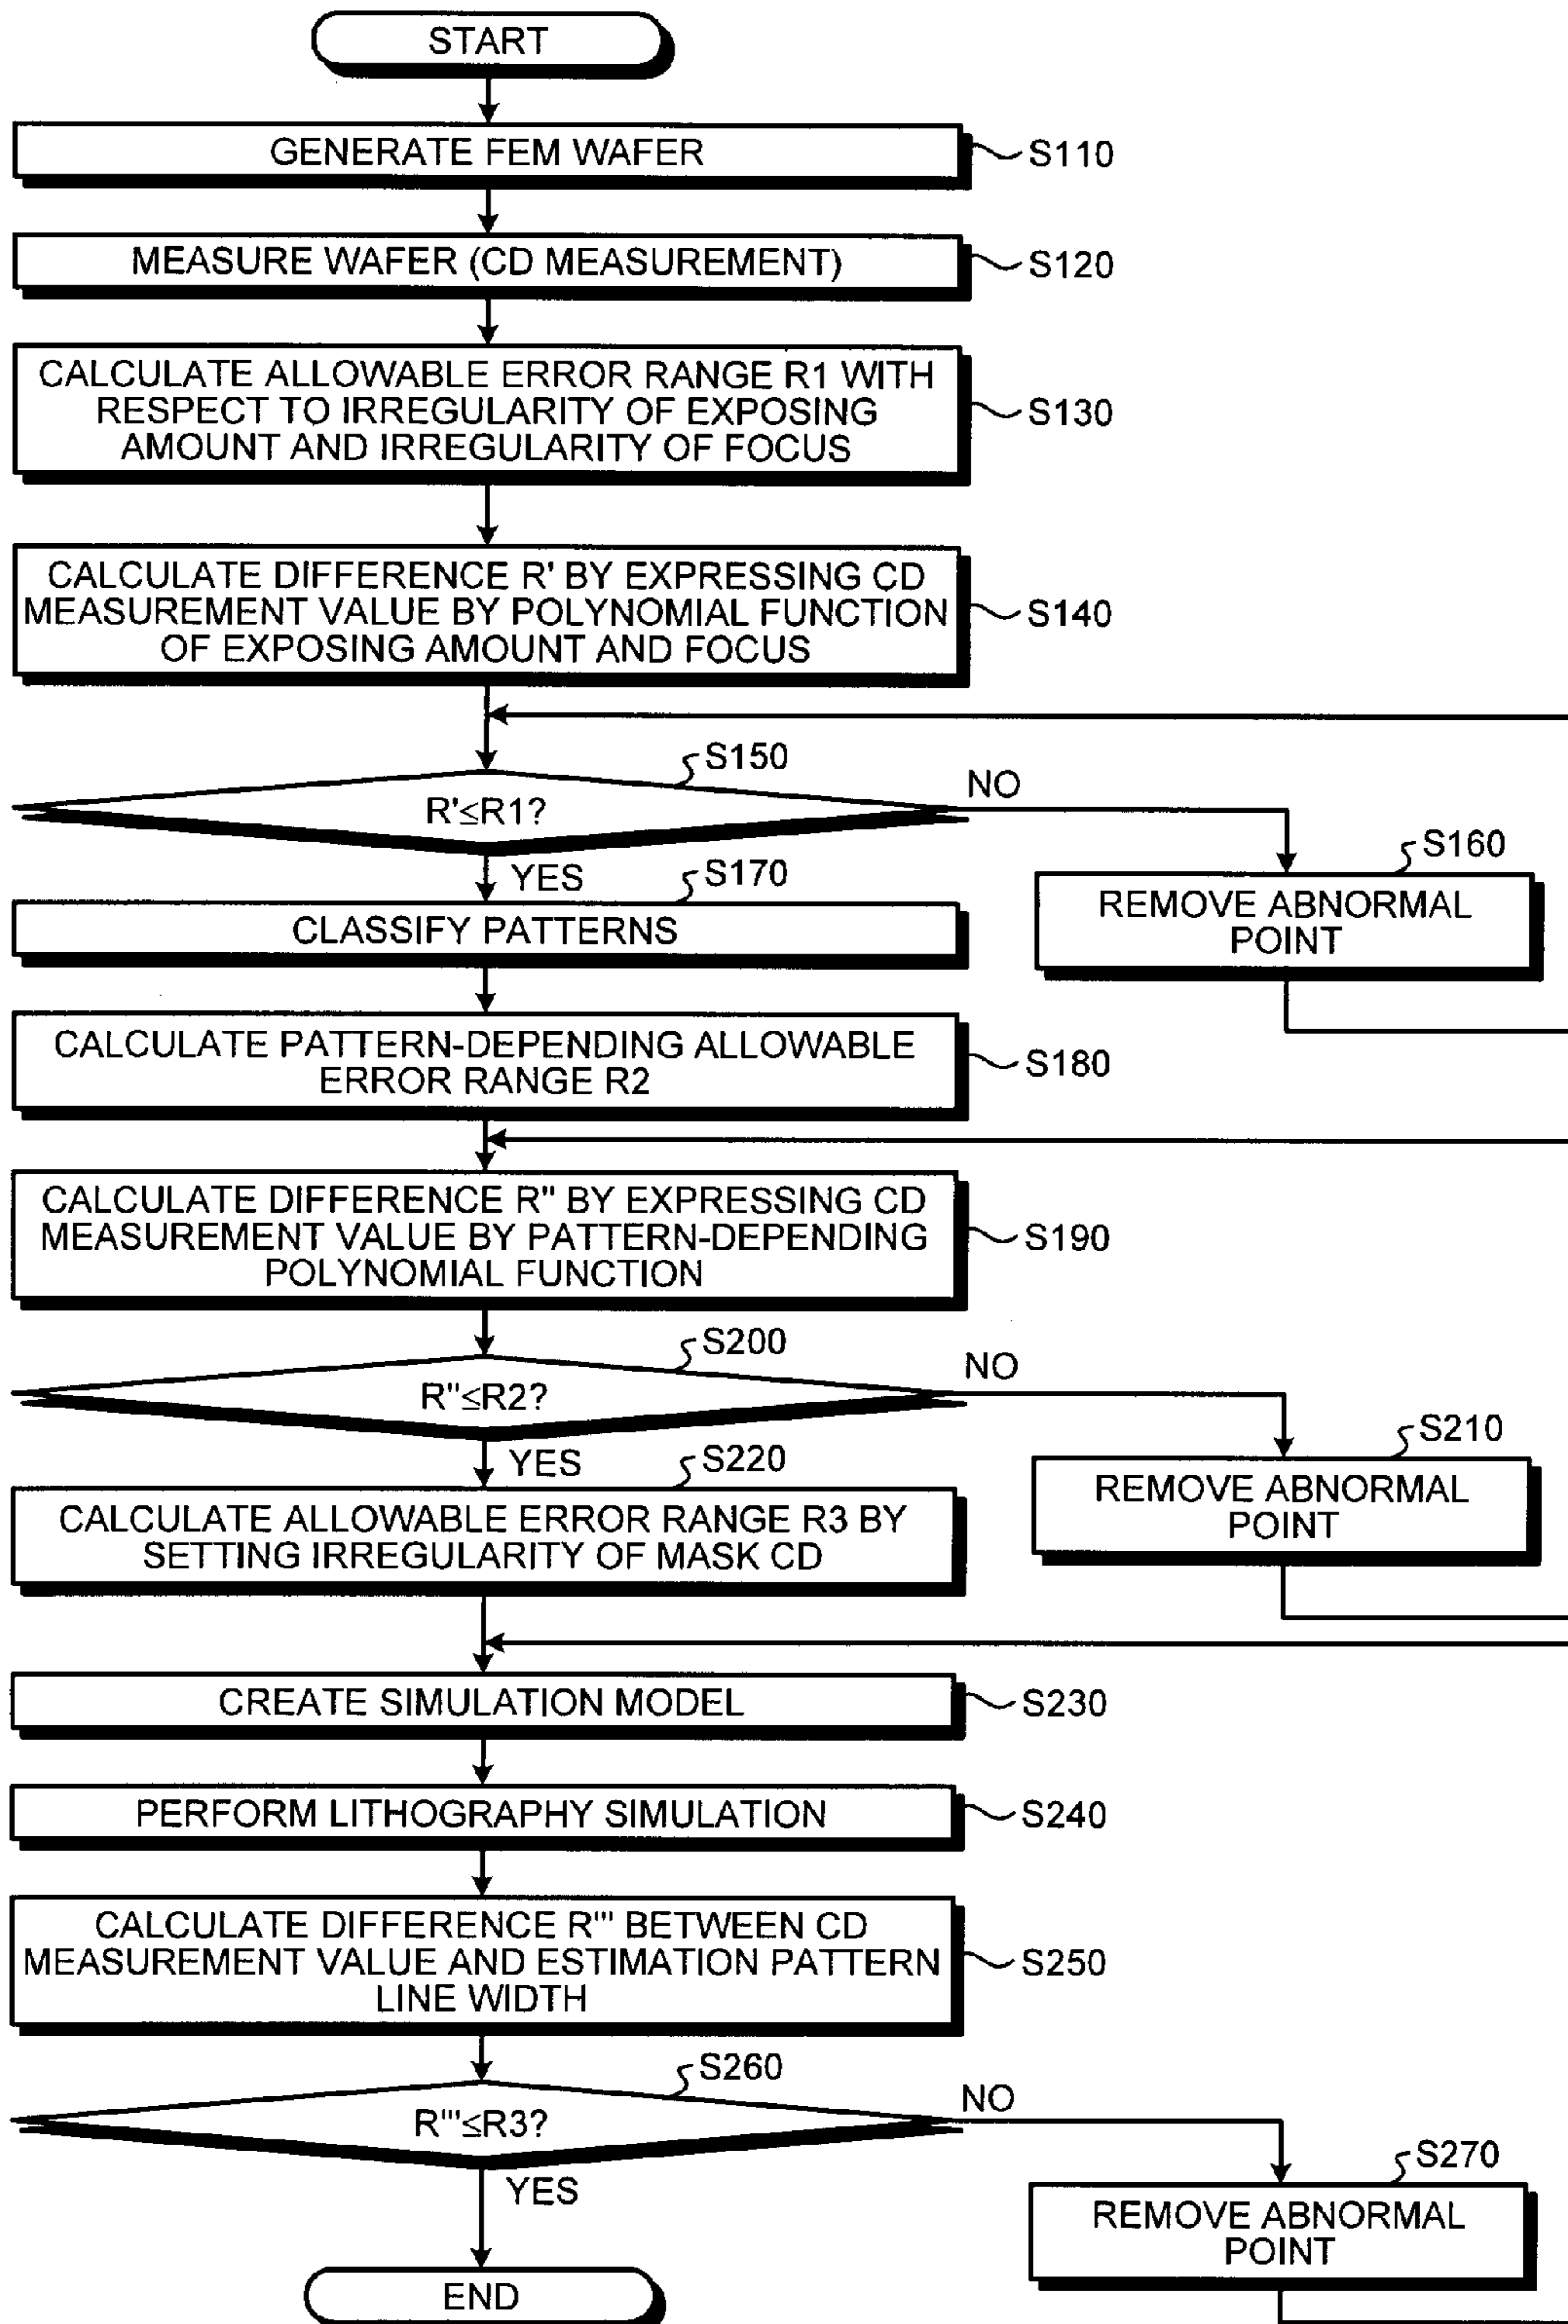 START
GENERATE FEM WAFER
S110
MEASURE WAFER (CD MEASUREMENT)
S120
CALCULATE ALLOWABLE ERROR RANGE R1 WITH
RESPECT TO IRREGULARITY OF EXPOSING
AMOUNT AND IRREGULARITY OF FOCUS
S130
CALCULATE DIFFERENCE R' BY EXPRESSING CD
MEASUREMENT VALUE BY POLYNOMIAL FUNCTION
OF EXPOSING AMOUNT AND FOCUS
S140
S150
R'≤R1?
NO
YES
S160
REMOVE ABNORMAL
POINT
S170
CLASSIFY PATTERNS
CALCULATE PATTERN-DEPENDING ALLOWABLE
ERROR RANGE R2
S180
CALCULATE DIFFERENCE R'' BY EXPRESSING CD
MEASUREMENT VALUE BY PATTERN-DEPENDING
POLYNOMIAL FUNCTION
S190
S200
R''≤R2?
NO
YES
S210
REMOVE ABNORMAL
POINT
S220
CALCULATE ALLOWABLE ERROR RANGE R3 BY
SETTING IRREGULARITY OF MASK CD
CREATE SIMULATION MODEL
S230
PERFORM LITHOGRAPHY SIMULATION
S240
CALCULATE DIFFERENCE R''' BETWEEN CD
MEASUREMENT VALUE AND ESTIMATION PATTERN
LINE WIDTH
S250
S260
R'''≤R3?
NO
YES
S270
REMOVE ABNORMAL
POINT
END